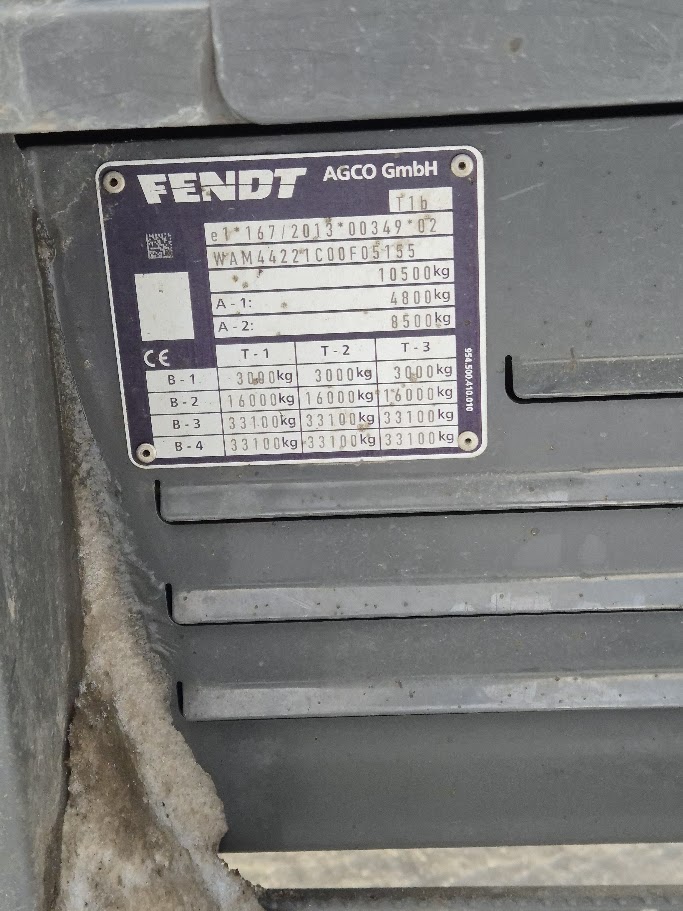 FENDT AGCO GmbH
T1b
e1*167/2013*00349*02
WAM44221C00F05155
10500kg
A - 1: 4800kg
A - 2: 8500kg
CE T - 1 T - 2 T - 3
B - 1 3000kg 3000kg 3000kg
B - 2 16000kg 16000kg 16000kg
B - 3 33100kg 33100kg 33100kg
B - 4 33100kg 33100kg 33100kg
954.500.410.010